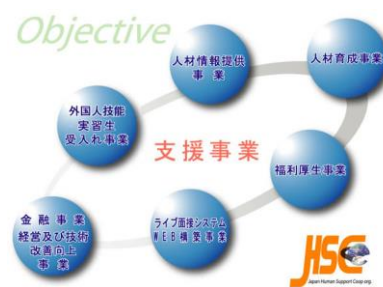 Objective
人材情報提供
事 業
人材育成事業
外国人技能
実習生
受入れ事業
支援事業
福利厚生事業
金 融 事 業
経営及び技術
改善向上
事 業
ライブ面接システム
WEB構築事業
HSC
Japan Human Support Coop.org.